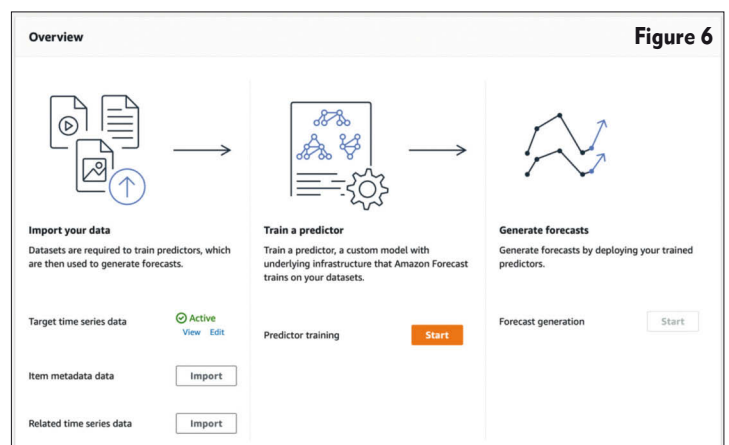 Overview
Figure 6
Import your data
Datasets are required to train predictors, which
are then used to generate forecasts.
Target time series data
Active
View Edit
Item metadata data
Import
Related time series data
Import
Train a predictor
Train a predictor, a custom model with
underlying infrastructure that Amazon Forecast
trains on your datasets.
Predictor training
Start
Generate forecasts
Generate forecasts by deploying your trained
predictors.
Forecast generation
Start